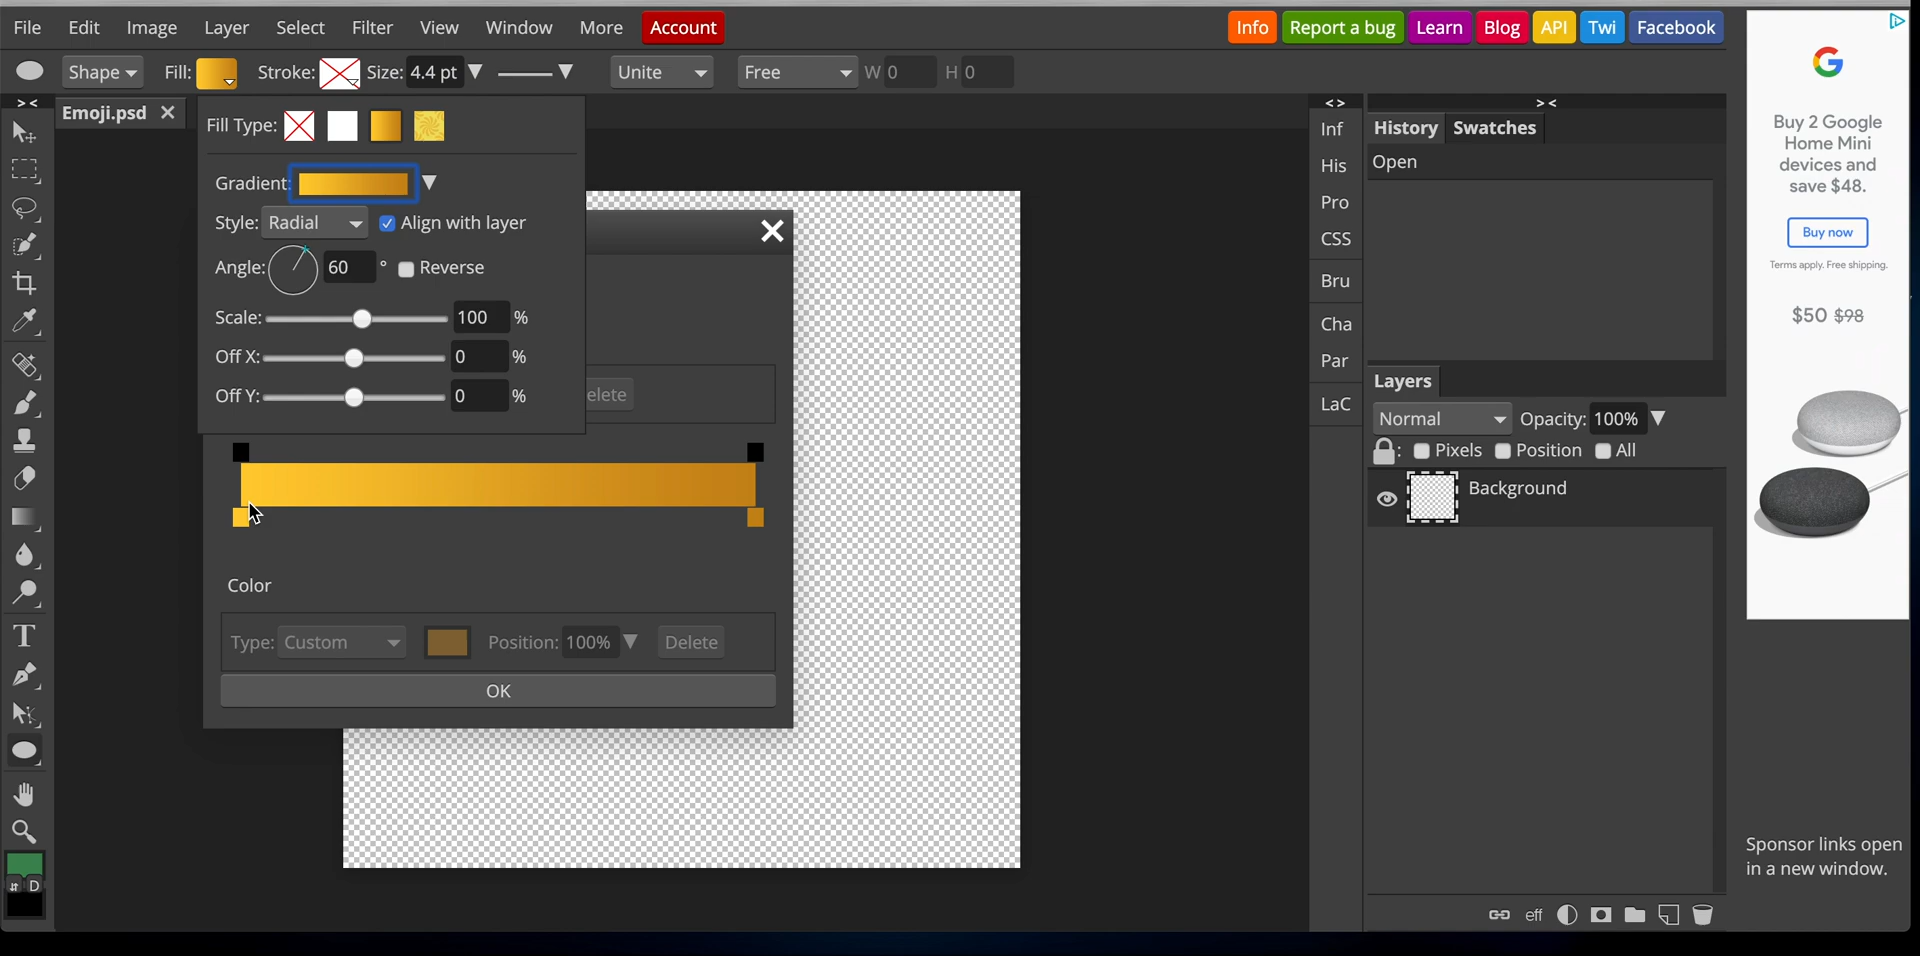 File Edit Image Layer Select Filter View Window More Account Info Report a bug Learn Blog API Twi Facebook
Shape Fill: Stroke: Size: 4.4 pt Unite Free W 0 H 0
> < Emoji.psd < > > <
Fill Type:
Gradient:
Style: Radial Align with layer
Angle: 60 ° Reverse
Scale: 100 %
Off X: 0 %
Off Y: 0 %
elete
Color
Type: Custom Position: 100% Delete
OK
T
D
Inf
His
Pro
CSS
Bru
Cha
Par
LaC
History Swatches
Open
Layers
Normal Opacity: 100%
: Pixels Position All
Background
eff
G
Buy 2 Google
Home Mini
devices and
save $48.
Buy now
Terms apply. Free shipping.
$50 $98
Sponsor links open
in a new window.